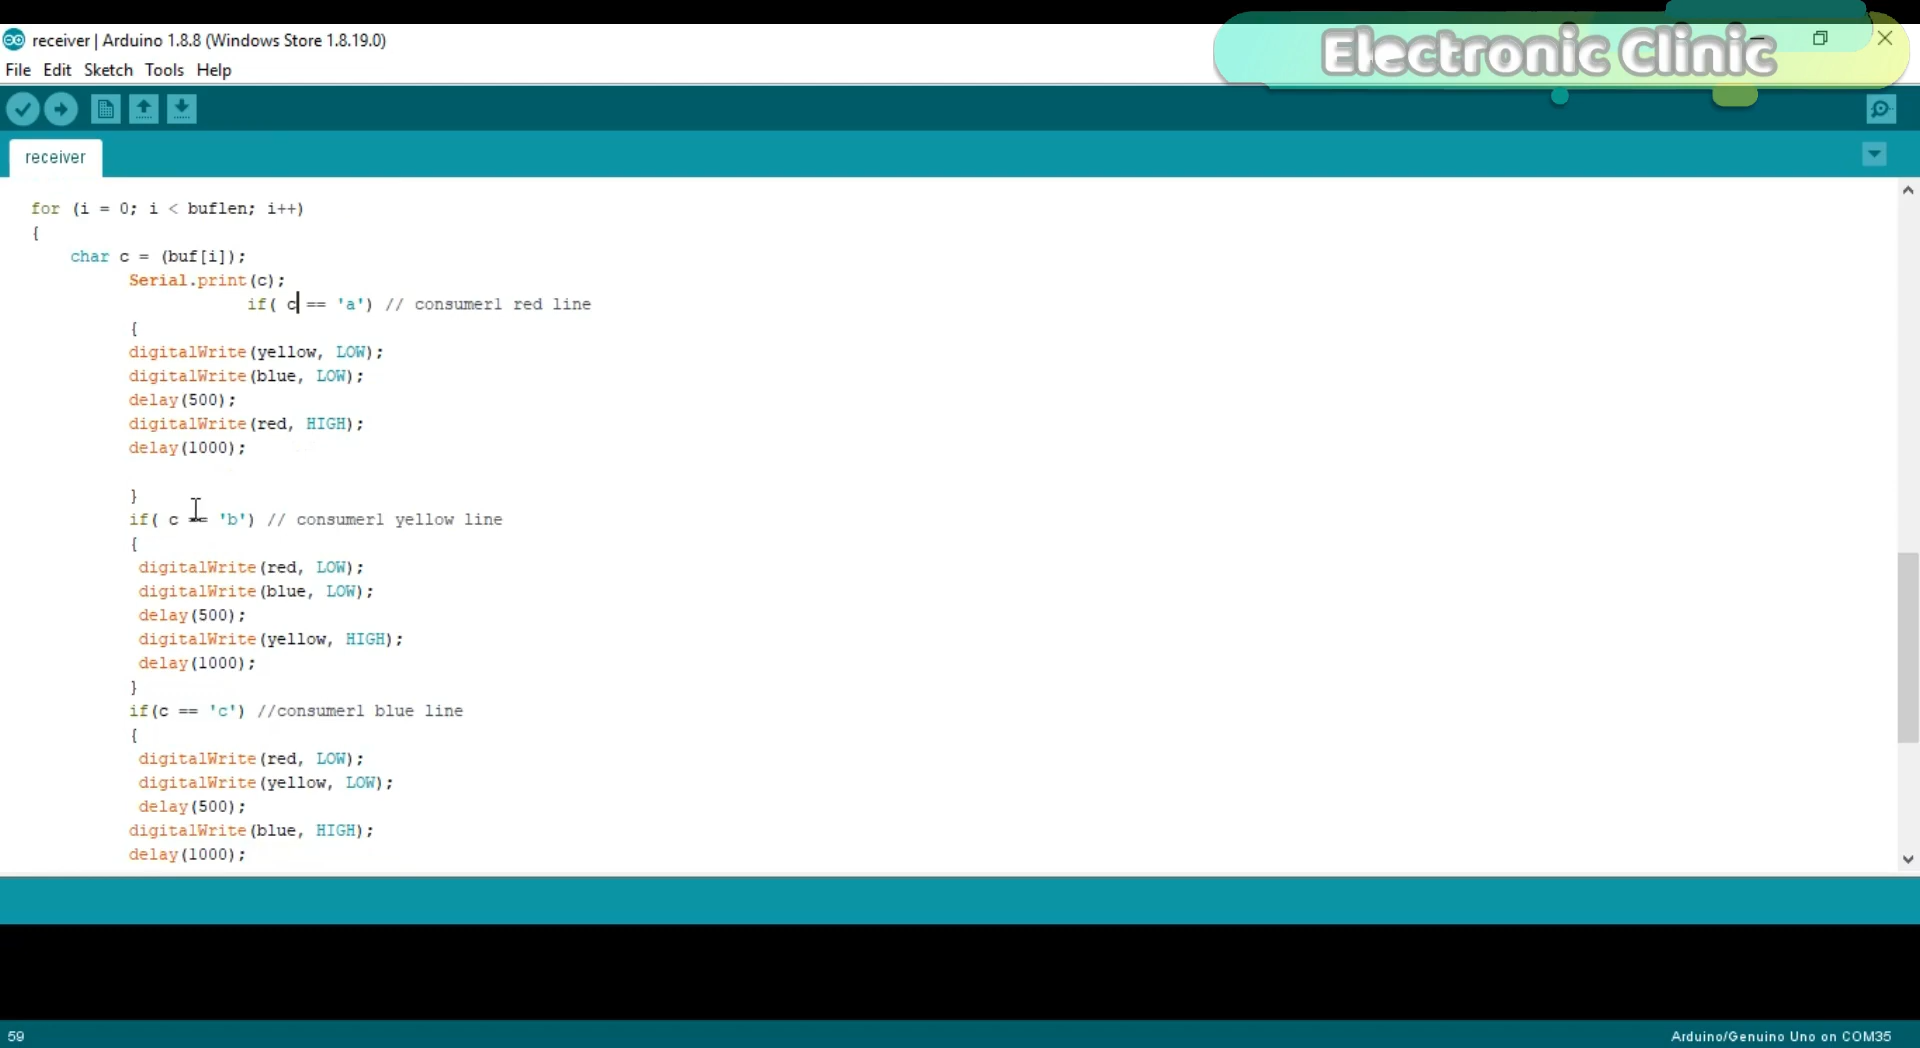 receiver | Arduino 1.8.8 (Windows Store 1.8.19.0)
Electronic Clinic
File Edit Sketch Tools Help
receiver
for (i = 0; i < buflen; i++)
{
char c = (buf[i]);
Serial.print(c);
if( c == 'a') // consumer1 red line
{
digitalWrite(yellow, LOW);
digitalWrite(blue, LOW);
delay(500);
digitalWrite(red, HIGH);
delay(1000);
}
if( c == 'b') // consumer1 yellow line
{
digitalWrite(red, LOW);
digitalWrite(blue, LOW);
delay(500);
digitalWrite(yellow, HIGH);
delay(1000);
}
if(c == 'c') //consumer1 blue line
{
digitalWrite(red, LOW);
digitalWrite(yellow, LOW);
delay(500);
digitalWrite(blue, HIGH);
delay(1000);
59
Arduino/Genuino Uno on COM35